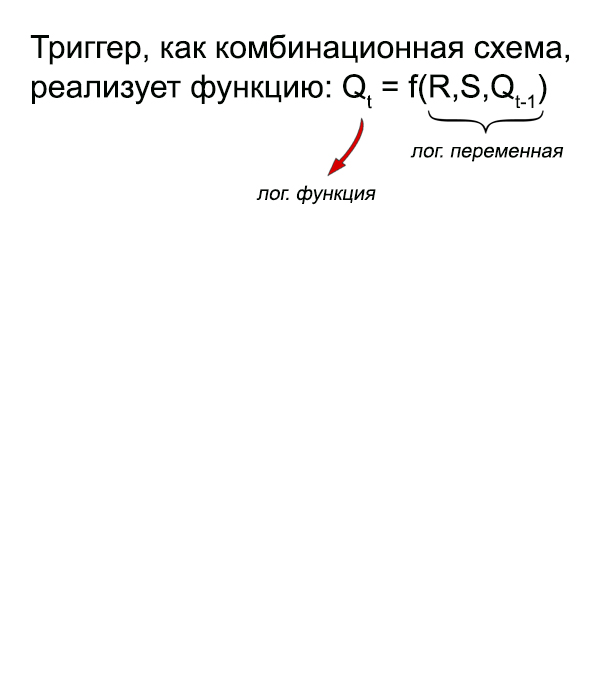 Триггер, как комбинационная схема,
реализует функцию: Qt = f(R,S,Qt-1)
лог. переменная
лог. функция